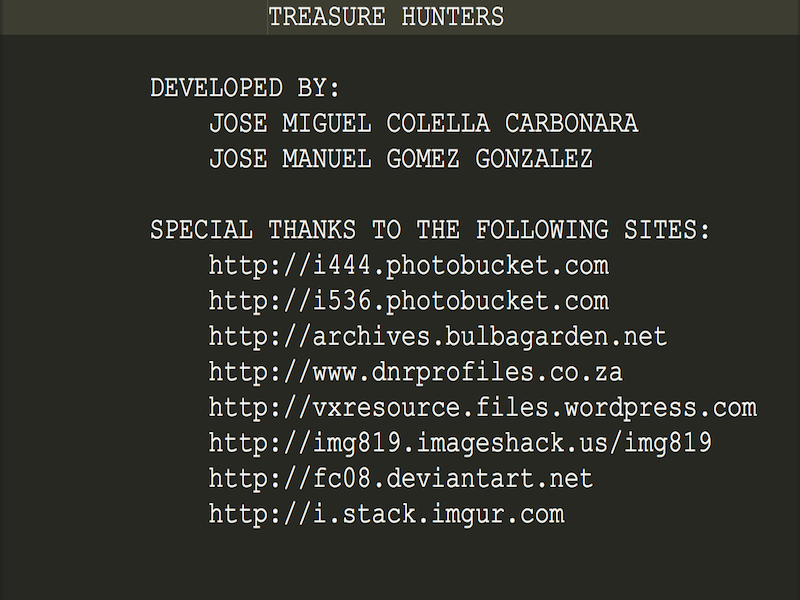 TREASURE HUNTERS
DEVELOPED BY:
JOSE MIGUEL COLELLA CARBONARA
JOSE MANUEL GOMEZ GONZALEZ
SPECIAL THANKS TO THE FOLLOWING SITES:
http://i444.photobucket.com
http://i536.photobucket.com
http://archives.bulbagarden.net
http://www.dnrprofiles.co.za
http://vxresource.files.wordpress.com
http://img819.imageshack.us/img819
http://fc08.deviantart.net
http://i.stack.imgur.com